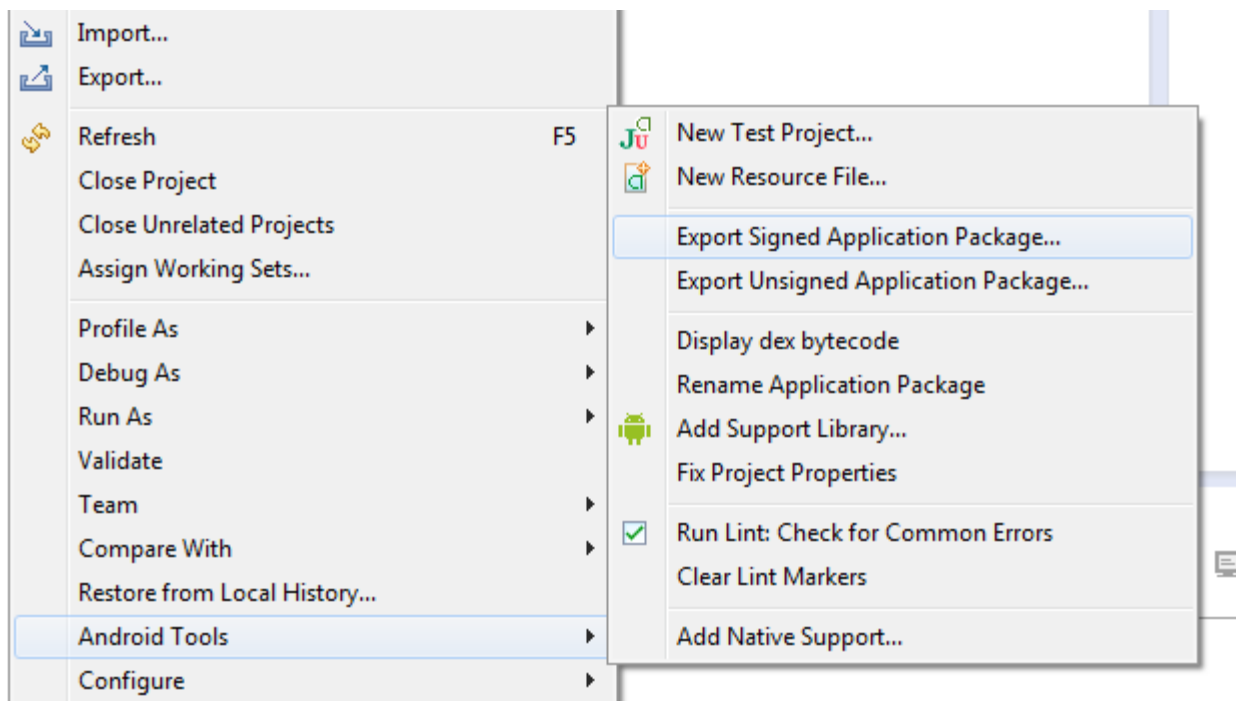 Import...
Export...
Refresh F5
Close Project
Close Unrelated Projects
Assign Working Sets...
Profile As
Debug As
Run As
Validate
Team
Compare With
Restore from Local History...
Android Tools
Configure
New Test Project...
New Resource File...
Export Signed Application Package...
Export Unsigned Application Package...
Display dex bytecode
Rename Application Package
Add Support Library...
Fix Project Properties
Run Lint: Check for Common Errors
Clear Lint Markers
Add Native Support...